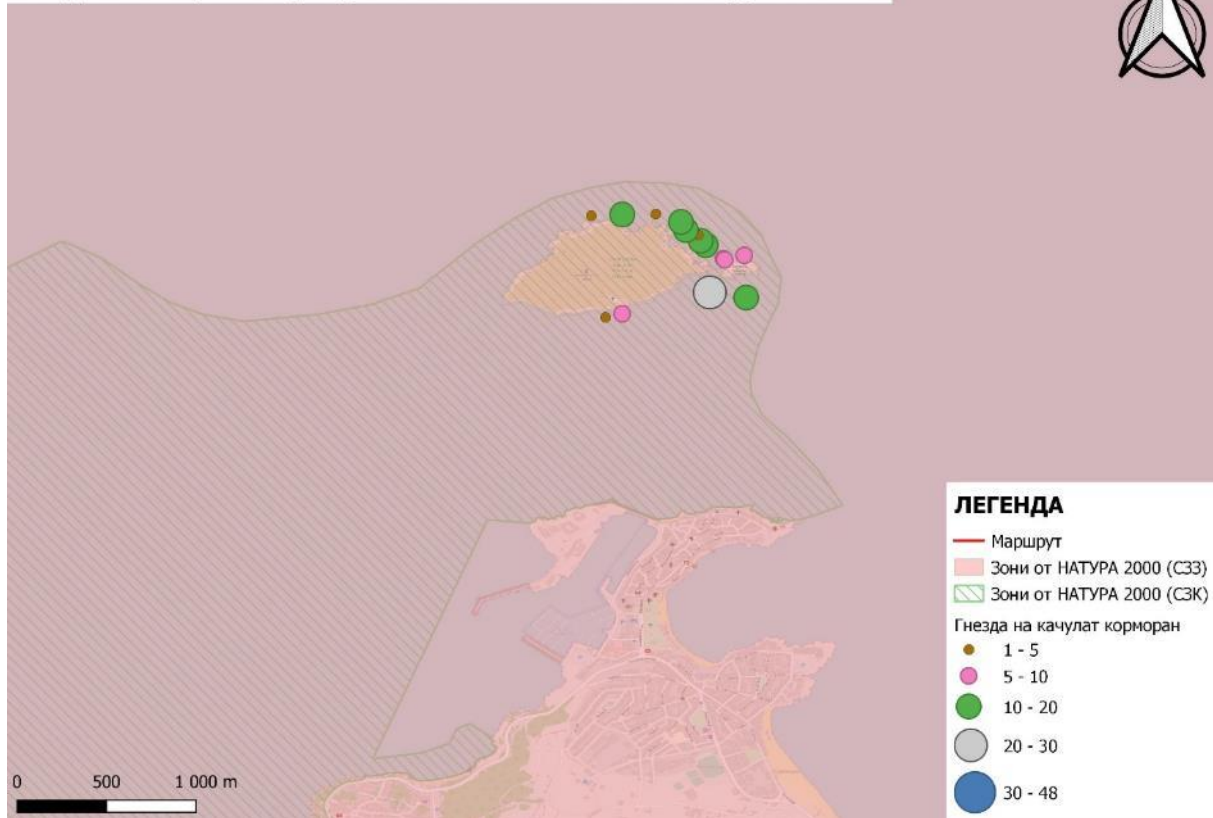 ЛЕГЕНДА
Маршрут
Зони от НАТУРА 2000 (СЗЗ)
Зони от НАТУРА 2000 (СЗК)
Гнезда на качулат корморан
1 - 5
5 - 10
10 - 20
20 - 30
30 - 48
0 500 1 000 m